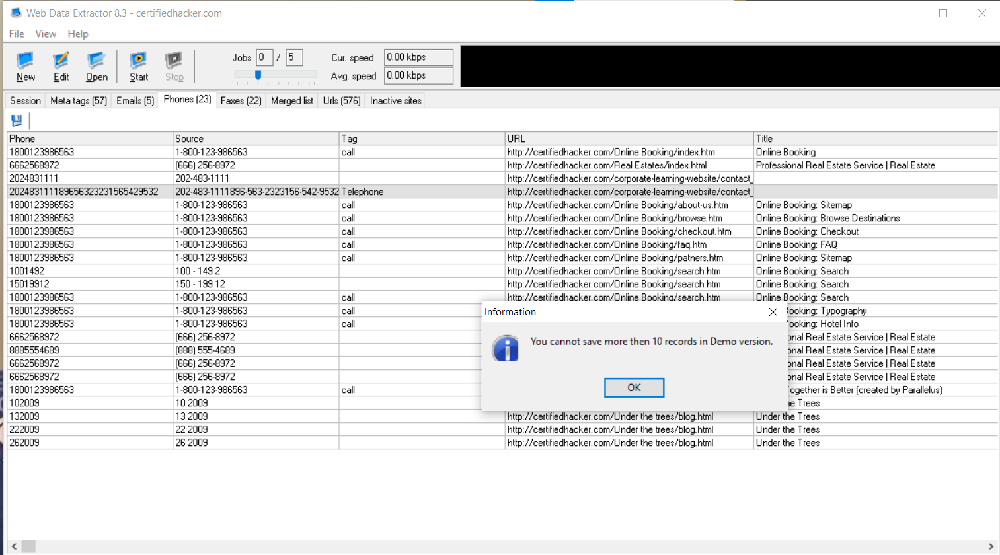 Web Data Extractor 8.3 - certifiedhacker.com
File View Help
New Edit Open Start Stop
Jobs 0 / 5
Cur. speed 0.00 kbps
Avg. speed 0.00 kbps
Session Meta tags (57) Emails (5) Phones (23) Faxes (22) Merged list Urls (576) Inactive sites
Phone Source Tag URL Title
1800123986563 1-800-123-986563 call http://certifiedhacker.com/Online Booking/index.htm Online Booking
6662568972 (666) 256-8972 http://certifiedhacker.com/Real Estates/index.html Professional Real Estate Service | Real Estate
2024831111 202-483-1111 http://certifiedhacker.com/corporate-learning-website/contact_
2024831111896563231565429532 202-483-1111896-563-2323156-542-9532 Telephone http://certifiedhacker.com/corporate-learning-website/contact_
1800123986563 1-800-123-986563 call http://certifiedhacker.com/Online Booking/about-us.htm Online Booking: Sitemap
1800123986563 1-800-123-986563 call http://certifiedhacker.com/Online Booking/browse.htm Online Booking: Browse Destinations
1800123986563 1-800-123-986563 call http://certifiedhacker.com/Online Booking/checkout.htm Online Booking: Checkout
1800123986563 1-800-123-986563 call http://certifiedhacker.com/Online Booking/faq.htm Online Booking: FAQ
1800123986563 1-800-123-986563 call http://certifiedhacker.com/Online Booking/patners.htm Online Booking: Sitemap
1001492 100 - 149 2 http://certifiedhacker.com/Online Booking/search.htm Online Booking: Search
15019912 150 - 199 12 http://certifiedhacker.com/Online Booking/search.htm Online Booking: Search
1800123986563 1-800-123-986563 call http://certifiedhacker.com/Online Booking/search.htm Online Booking: Search
1800123986563 1-800-123-986563 call ooking: Typography
1800123986563 1-800-123-986563 call ooking: Hotel Info
6662568972 (666) 256-8972 onal Real Estate Service | Real Estate
8885554689 (888) 555-4689 onal Real Estate Service | Real Estate
6662568972 (666) 256-8972 onal Real Estate Service | Real Estate
6662568972 (666) 256-8972 onal Real Estate Service | Real Estate
1800123986563 1-800-123-986563 call ogether is Better (created by Parallelus)
102009 10 2009 he Trees
132009 13 2009 http://certifiedhacker.com/Under the trees/blog.html Under the Trees
222009 22 2009 http://certifiedhacker.com/Under the trees/blog.html Under the Trees
262009 26 2009 http://certifiedhacker.com/Under the trees/blog.html Under the Trees
Information
You cannot save more then 10 records in Demo version.
OK